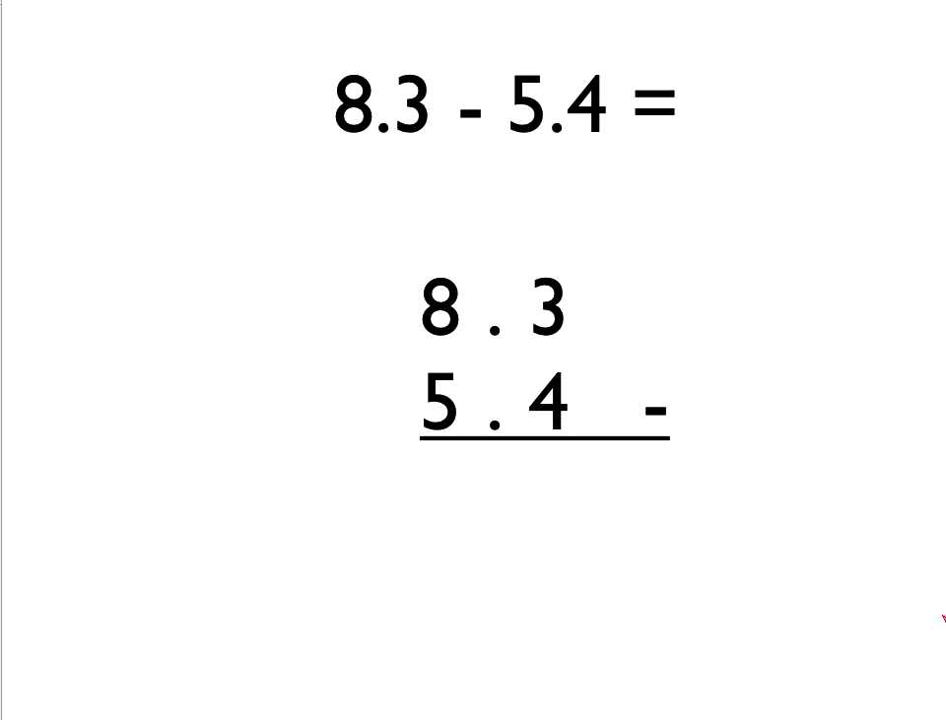 8.3 - 5.4 =
8 . 3
5 . 4 -